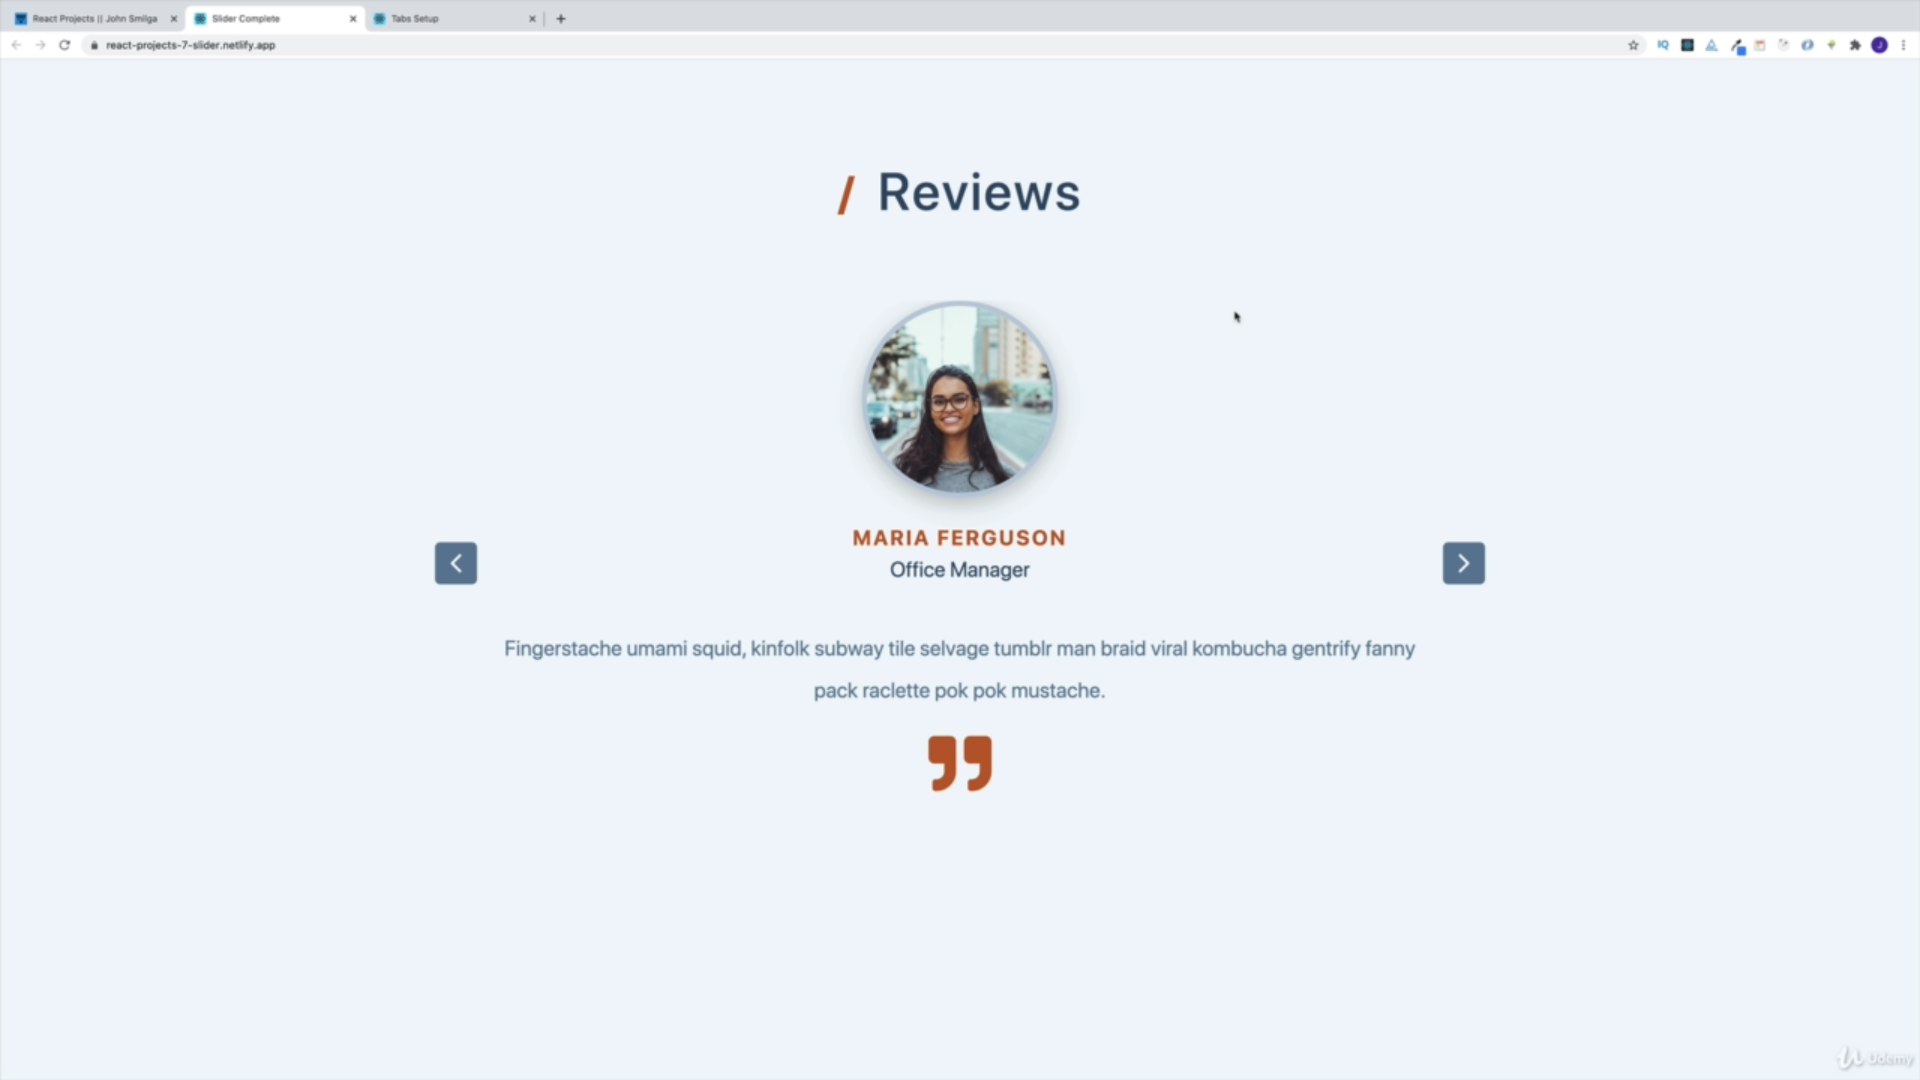 React Projects || John Smilga
Slider Complete
Tabs Setup
react-projects-7-slider.netlify.app
IQ
J
/ Reviews
MARIA FERGUSON
Office Manager
Fingerstache umami squid, kinfolk subway tile selvage tumblr man braid viral kombucha gentrify fanny
pack raclette pok pok mustache.
”
Udemy